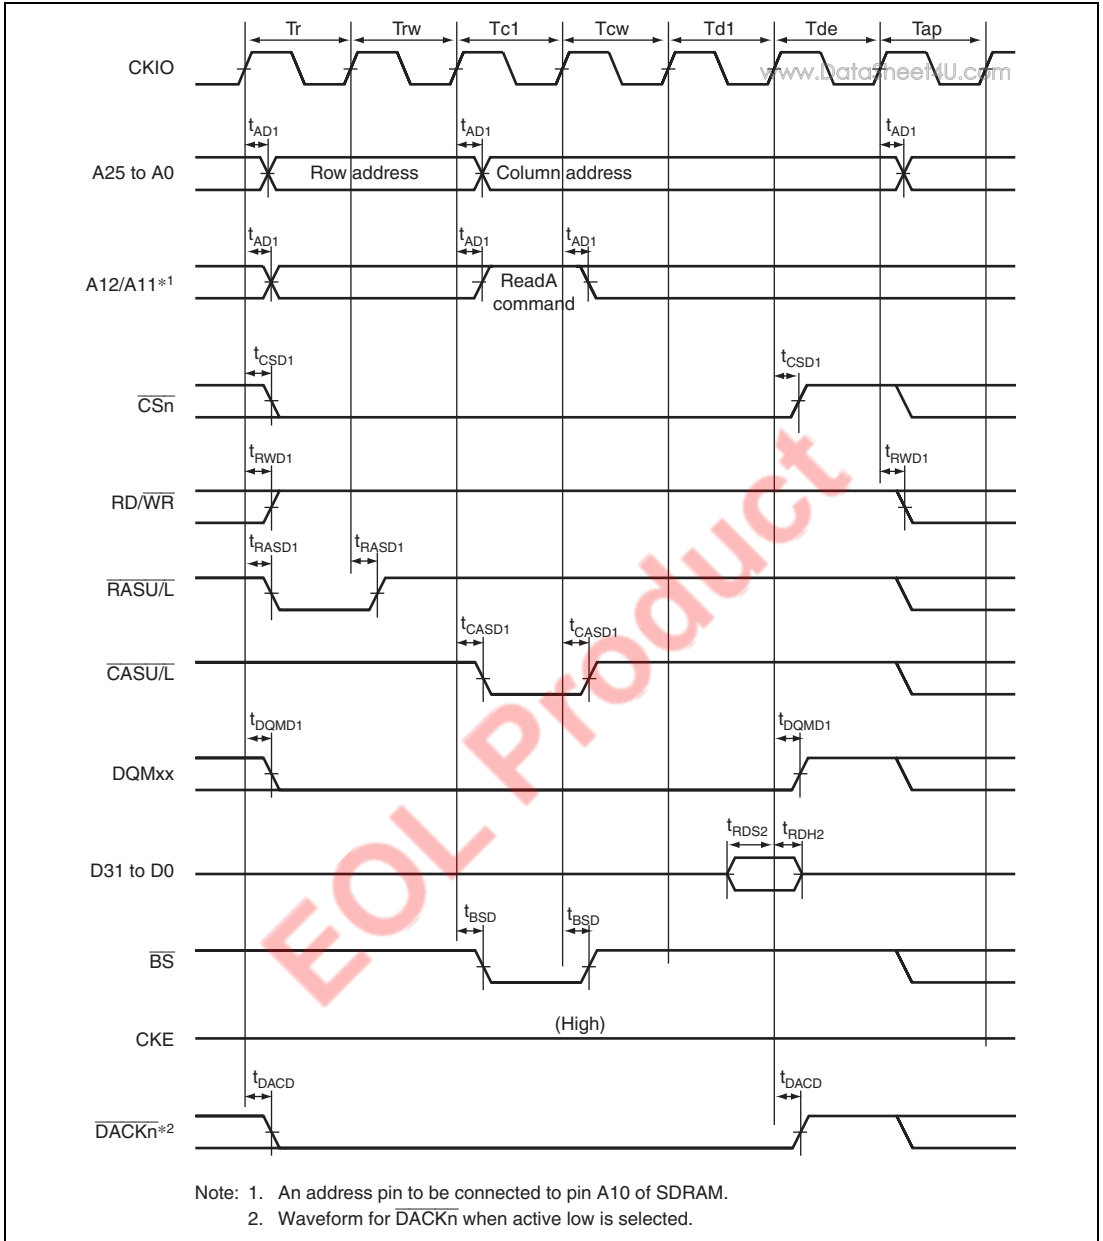 Tr Trw Tc1 Tcw Td1 Tde Tap
CKIO
www.DataSheet4U.com
tAD1 tAD1 tAD1
A25 to A0 Row address Column address
tAD1 tAD1 tAD1
A12/A11*1 ReadA
command
tCSD1 tCSD1
CSn
tRWD1 tRWD1
RD/WR
tRASD1 tRASD1
RASU/L
tCASD1 tCASD1
CASU/L
tDQMD1 tDQMD1
DQMxx
tRDS2 tRDH2
D31 to D0
tBSD tBSD
BS
(High)
CKE
tDACD tDACD
DACKn*2
EOL Product
Note: 1. An address pin to be connected to pin A10 of SDRAM.
2. Waveform for DACKn when active low is selected.